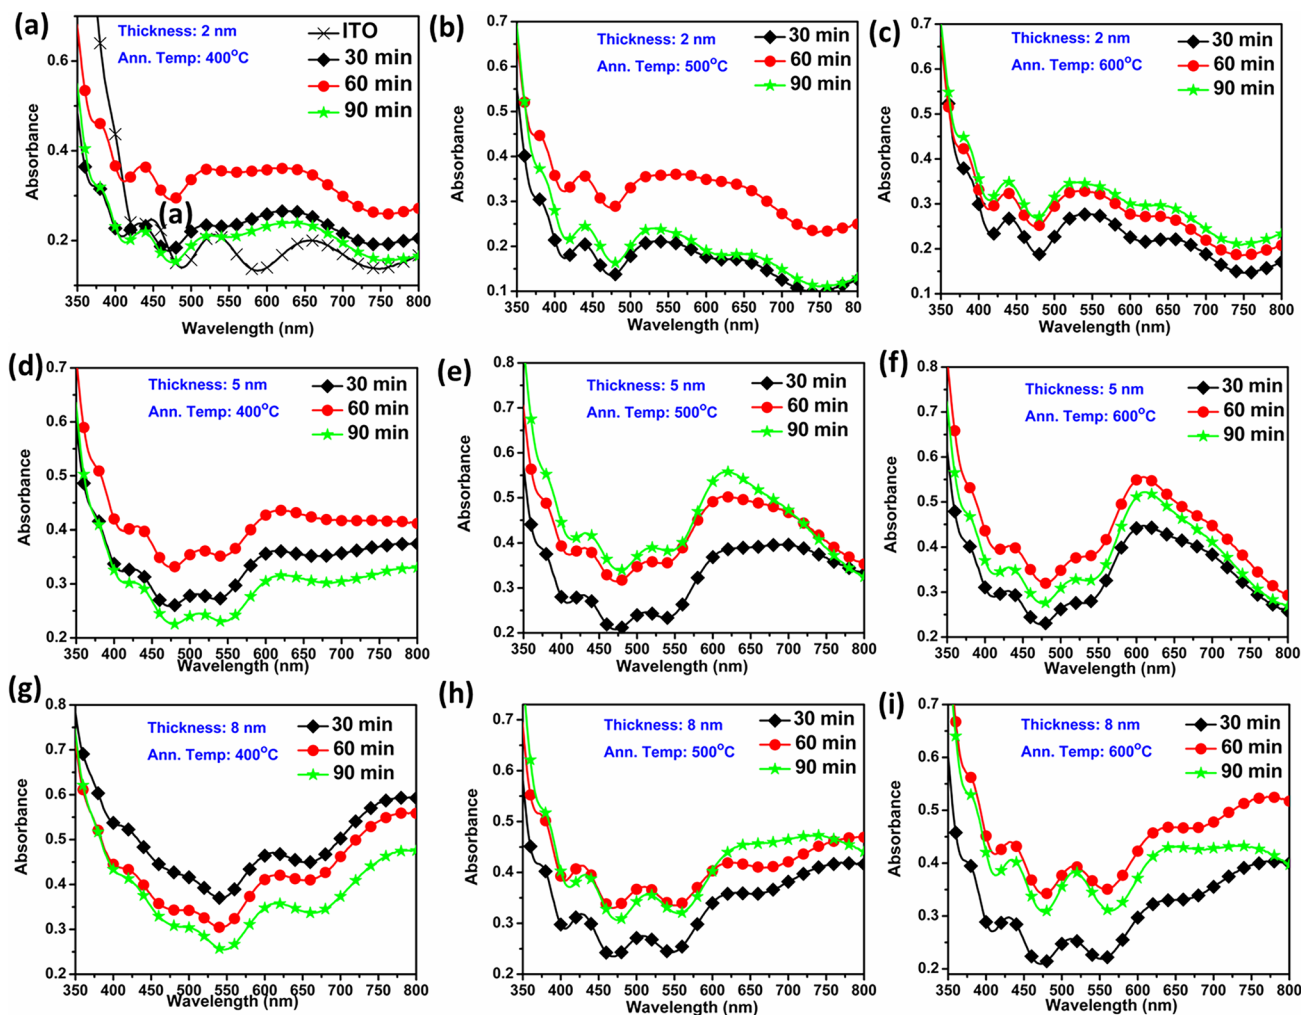 (a)
Thickness: 2 nm
Ann. Temp: 400°C
ITO
30 min
60 min
90 min
(a)
0.6
0.4
0.2
Absorbance
350 400 450 500 550 600 650 700 750 800
Wavelength (nm)
(b)
Thickness: 2 nm
Ann. Temp: 500°C
30 min
60 min
90 min
0.7
0.6
0.5
0.4
0.3
0.2
0.1
Absorbance
350 400 450 500 550 600 650 700 750 800
Wavelength (nm)
(c)
Thickness: 2 nm
Ann. Temp: 600°C
30 min
60 min
90 min
0.7
0.6
0.5
0.4
0.3
0.2
0.1
Absorbance
350 400 450 500 550 600 650 700 750 800
Wavelength (nm)
(d)
Thickness: 5 nm
Ann. Temp: 400°C
30 min
60 min
90 min
0.7
0.6
0.5
0.4
0.3
0.2
Absorbance
350 400 450 500 550 600 650 700 750 800
Wavelength (nm)
(e)
Thickness: 5 nm
Ann. Temp: 500°C
30 min
60 min
90 min
0.8
0.7
0.6
0.5
0.4
0.3
0.2
Absorbance
350 400 450 500 550 600 650 700 750 800
Wavelength (nm)
(f)
Thickness: 5 nm
Ann. Temp: 600°C
30 min
60 min
90 min
0.8
0.7
0.6
0.5
0.4
0.3
0.2
Absorbance
350 400 450 500 550 600 650 700 750 800
Wavelength (nm)
(g)
Thickness: 8 nm
Ann. Temp: 400°C
30 min
60 min
90 min
0.8
0.7
0.6
0.5
0.4
0.3
0.2
Absorbance
350 400 450 500 550 600 650 700 750 800
Wavelength (nm)
(h)
Thickness: 8 nm
Ann. Temp: 500°C
30 min
60 min
90 min
0.7
0.6
0.5
0.4
0.3
0.2
Absorbance
350 400 450 500 550 600 650 700 750 800
Wavelength (nm)
(i)
Thickness: 8 nm
Ann. Temp: 600°C
30 min
60 min
90 min
0.7
0.6
0.5
0.4
0.3
0.2
Absorbance
350 400 450 500 550 600 650 700 750 800
Wavelength (nm)